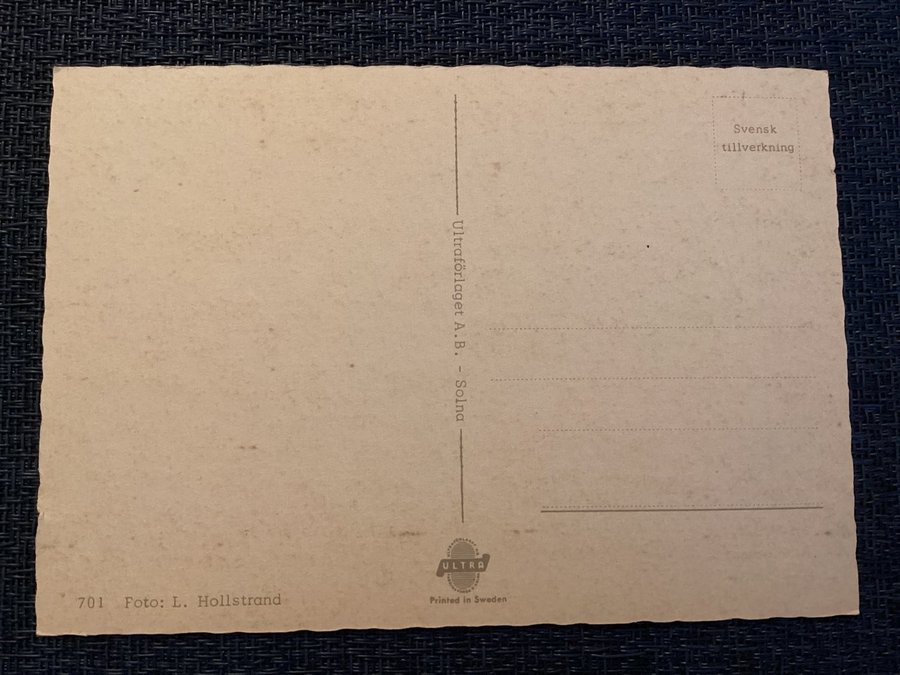 Svensk
tillverkning
Ultraförlaget A.B. - Solna
ULTRA
Printed in Sweden
701 Foto: L. Hollstrand